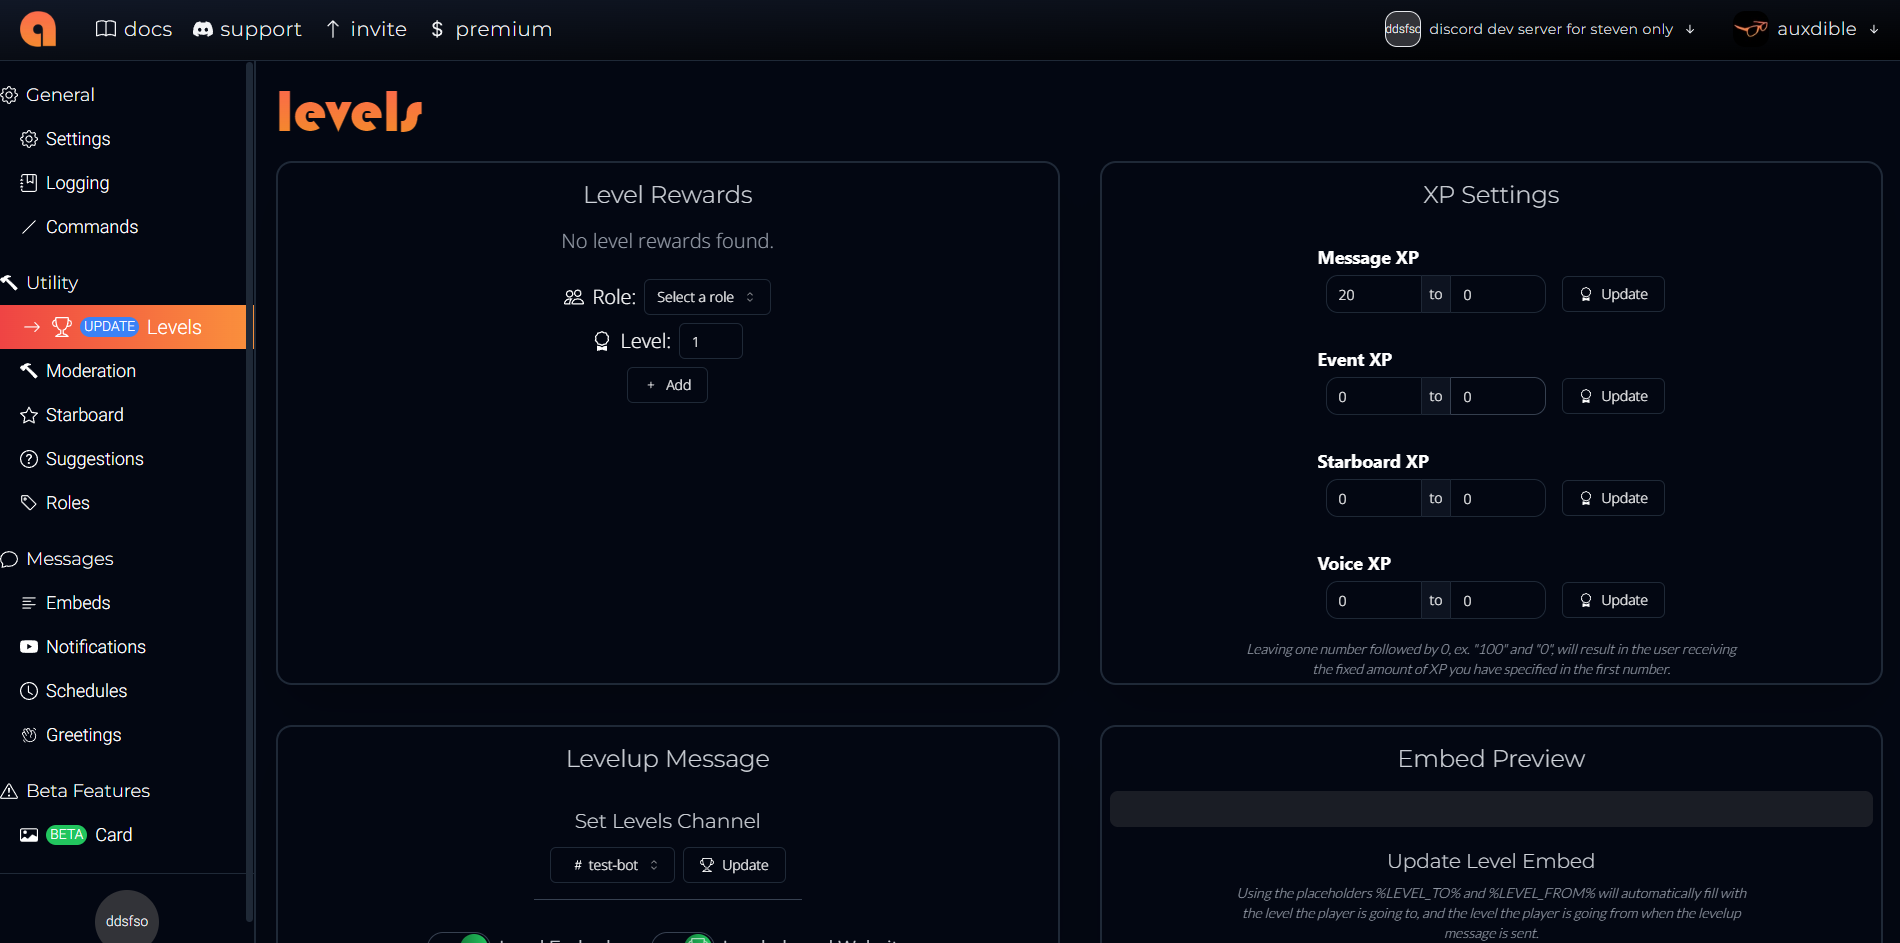 docs support invite $ premium
ddsfso discord dev server for steven only auxdible
General
Settings
Logging
Commands
Utility
UPDATE Levels
Moderation
Starboard
Suggestions
Roles
Messages
Embeds
Notifications
Schedules
Greetings
Beta Features
BETA Card
ddsfso
levels
Level Rewards
No level rewards found.
Role: Select a role
Level: 1
+ Add
XP Settings
Message XP
20 to 0 Update
Event XP
0 to 0 Update
Starboard XP
0 to 0 Update
Voice XP
0 to 0 Update
Leaving one number followed by 0, ex. "100" and "0", will result in the user receiving
the fixed amount of XP you have specified in the first number.
Levelup Message
Set Levels Channel
# test-bot Update
Embed Preview
Update Level Embed
Using the placeholders %LEVEL_TO% and %LEVEL_FROM% will automatically fill with
the level the player is going to, and the level the player is going from when the levelup
message is sent.